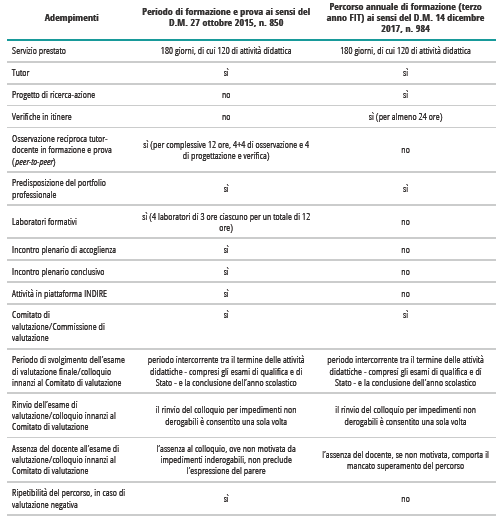 Adempimenti
Periodo di formazione e prova ai sensi del
D.M. 27 ottobre 2015, n. 850
Percorso annuale di formazione (terzo
anno FIT) ai sensi del D.M. 14 dicembre
2017, n. 984
Servizio prestato
180 giorni, di cui 120 di attività didattica
180 giorni, di cui 120 di attività didattica
Tutor
sì
sì
Progetto di ricerca-azione
no
sì
Verifiche in itinere
no
sì (per almeno 24 ore)
Osservazione reciproca tutor-
docente in formazione e prova
(peer-to-peer)
sì (per complessive 12 ore, 4+4 di osservazione e 4
di progettazione e verifica)
no
Predisposizione del portfolio
professionale
sì
sì
Laboratori formativi
sì (4 laboratori di 3 ore ciascuno per un totale di 12
ore)
no
Incontro plenario di accoglienza
sì
no
Incontro plenario conclusivo
sì
no
Attività in piattaforma INDIRE
sì
no
Comitato di
valutazione/Commissione di
valutazione
sì
sì
Periodo di svolgimento dell'esame
di valutazione finale/colloquio
innanzi al Comitato di valutazione
periodo intercorrente tra il termine delle attività
didattiche - compresi gli esami di qualifica e di
Stato - e la conclusione dell'anno scolastico
periodo intercorrente tra il termine delle attività
didattiche - compresi gli esami di qualifica e di
Stato - e la conclusione dell'anno scolastico
Rinvio dell'esame di
valutazione/colloquio innanzi al
Comitato di valutazione
il rinvio del colloquio per impedimenti non
derogabili è consentito una sola volta
il rinvio del colloquio per impedimenti non
derogabili è consentito una sola volta
Assenza del docente all'esame di
valutazione/colloquio innanzi al
Comitato di valutazione
l'assenza al colloquio, ove non motivata da
impedimenti inderogabili, non preclude
l'espressione del parere
l'assenza del docente, se non motivata, comporta il
mancato superamento del percorso
Ripetibilità del percorso, in caso di
valutazione negativa
sì
no